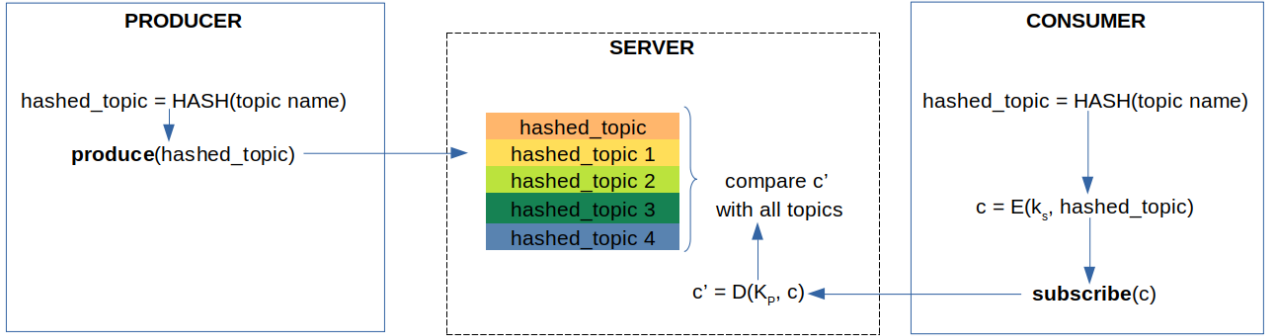 PRODUCER
hashed_topic = HASH(topic name)
produce(hashed_topic)
SERVER
hashed_topic
hashed_topic 1
hashed_topic 2
hashed_topic 3
hashed_topic 4
compare c’
with all topics
c’ = D(Kₚ, c)
CONSUMER
hashed_topic = HASH(topic name)
c = E(kₛ, hashed_topic)
subscribe(c)